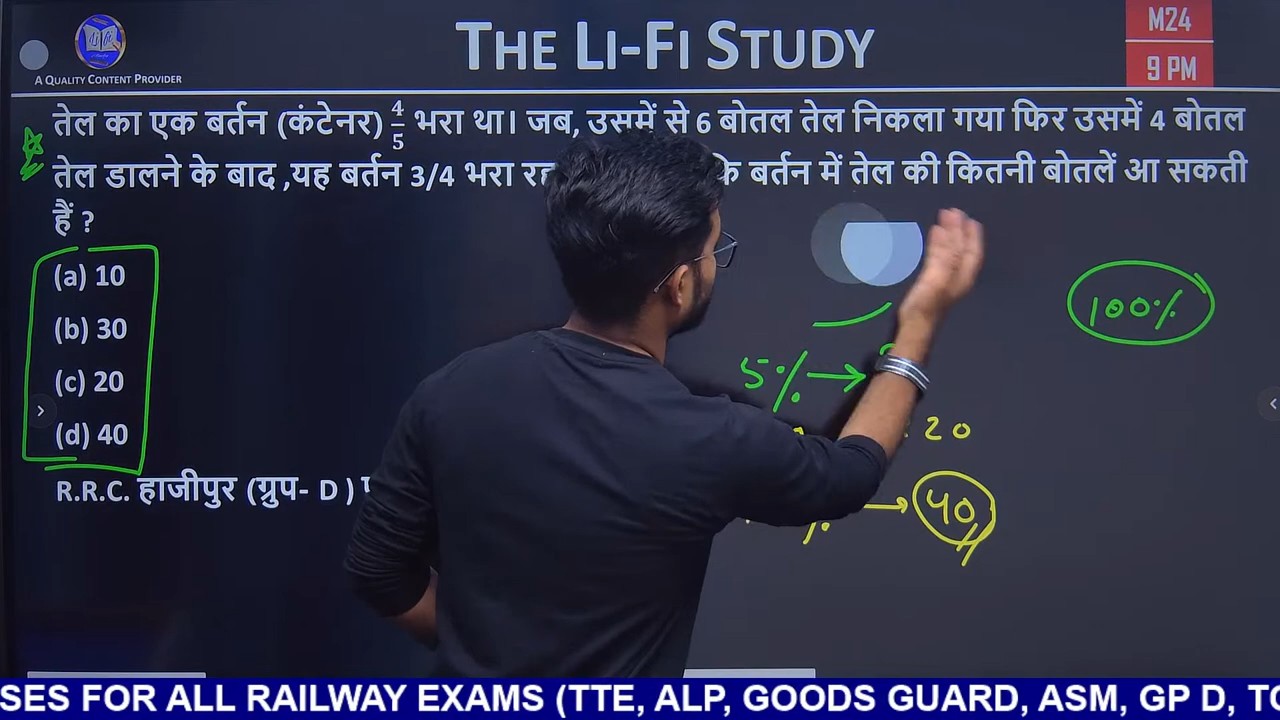 THE LI-FI STUDY
A QUALITY CONTENT PROVIDER
M24
9 PM
तेल का एक बर्तन (कंटेनर) 4/5 भरा था। जब, उसमें से 6 बोतल तेल निकला गया फिर उसमें 4 बोतल
तेल डालने के बाद ,यह बर्तन 3/4 भरा बर्तन में तेल की कितनी बोतलें आ सकती
हैं ?
(a) 10
(b) 30
(c) 20
(d) 40
R.R.C. हाजीपुर (ग्रुप- D )
100%
5% →
20
→ 40
SES FOR ALL RAILWAY EXAMS (TTE, ALP, GOODS GUARD, ASM, GP D,